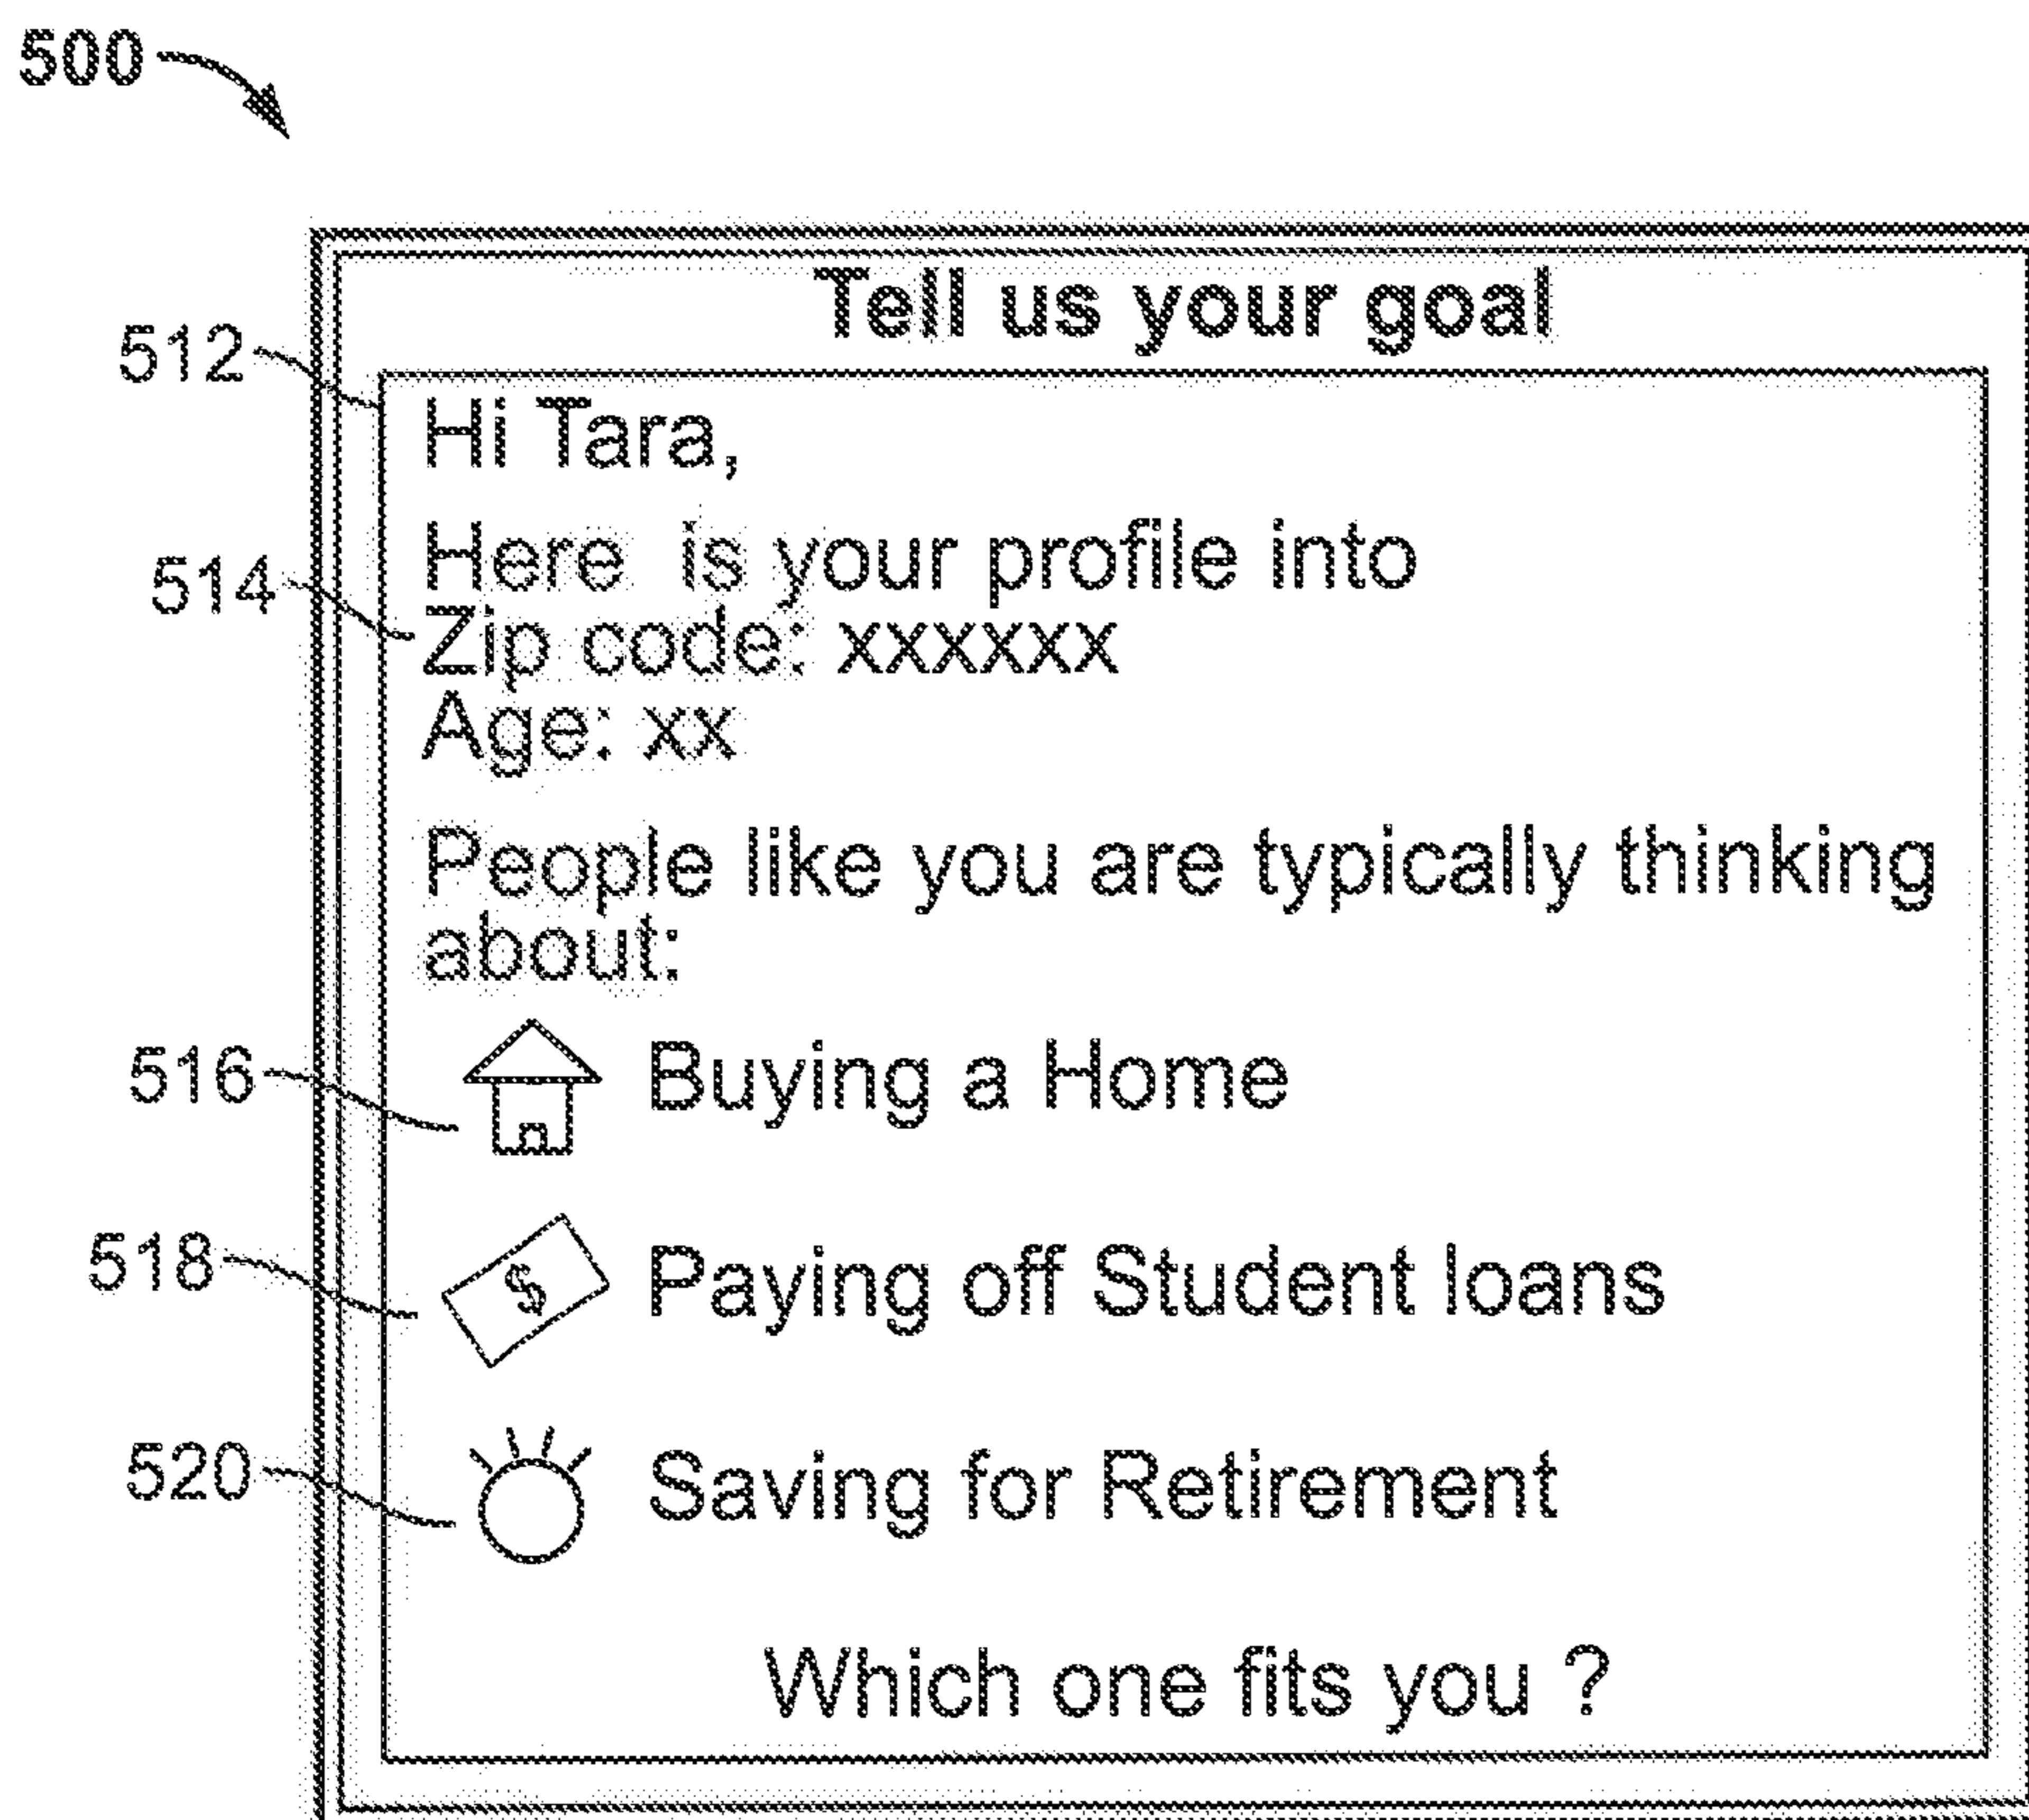 500
Tell us your goal
512
Hi Tara,
Here is your profile into
514
Zip code: xxxxxx
Age: xx
People like you are typically thinking
about:
516
Buying a Home
518
$
Paying off Student loans
520
Saving for Retirement
Which one fits you ?